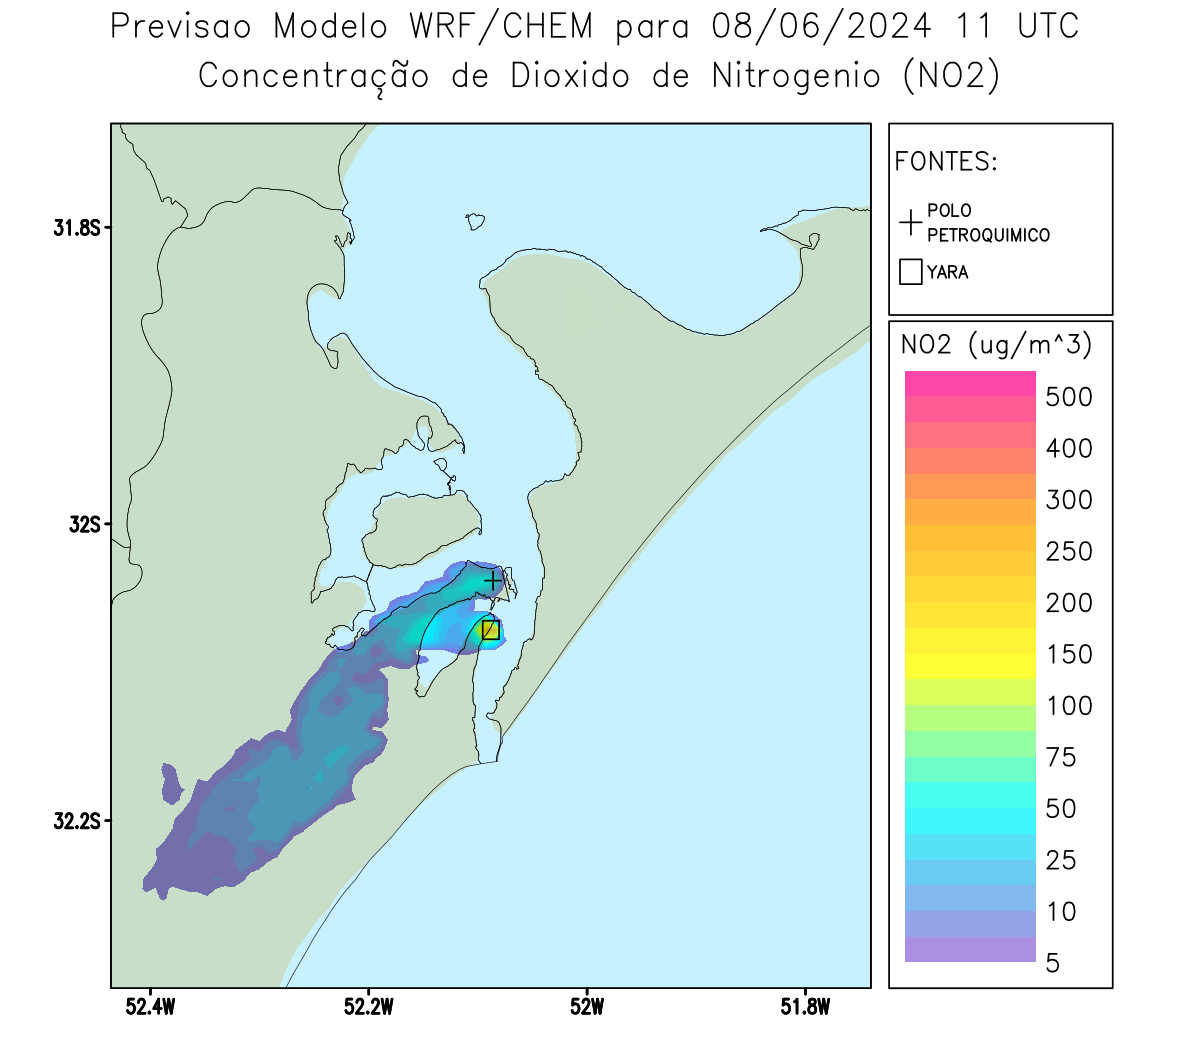 Previsao Modelo WRF/CHEM para 08/06/2024 11 UTC
Concentração de Dioxido de Nitrogenio (NO2)
FONTES:
POLO
PETROQUIMICO
YARA
NO2 (ug/m^3)
500
400
300
250
200
150
100
75
50
25
10
5
31.8S
32S
32.2S
52.4W
52.2W
52W
51.8W